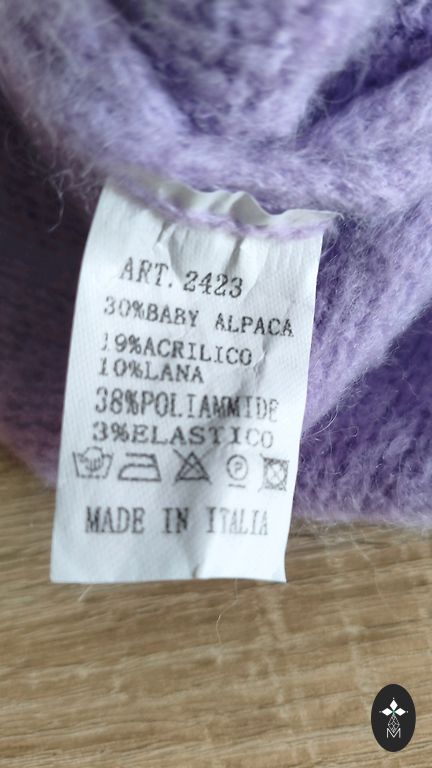 ART. 2423
30%BABY ALPACA
19%ACRILICO
10%LANA
38%POLIAMMIDE
3%ELASTICO
P
MADE IN ITALIA
M